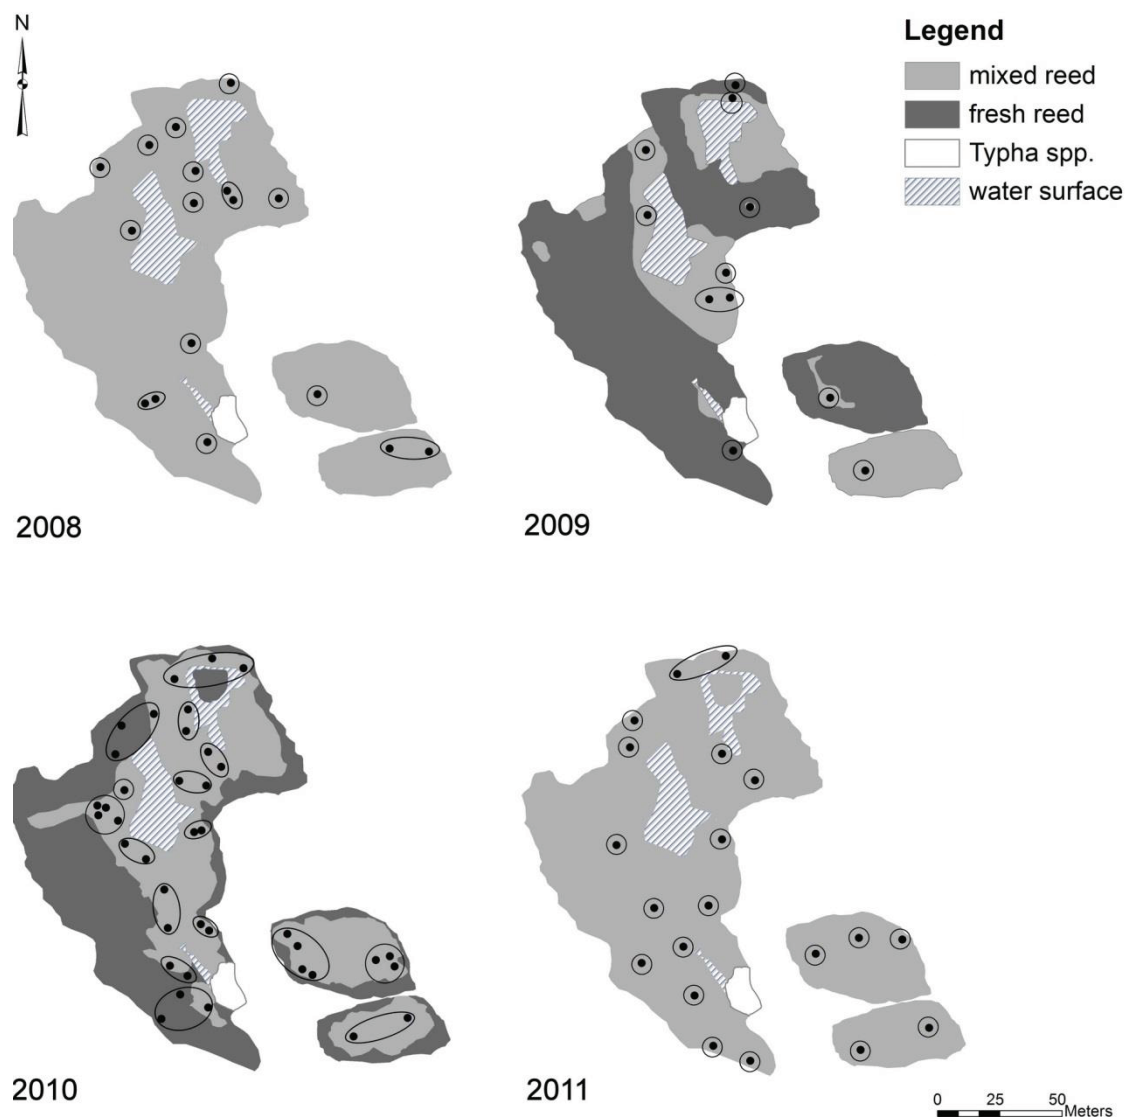 N
Legend
mixed reed
fresh reed
Typha spp.
water surface
2008
2009
2010
2011
0 25 50
Meters